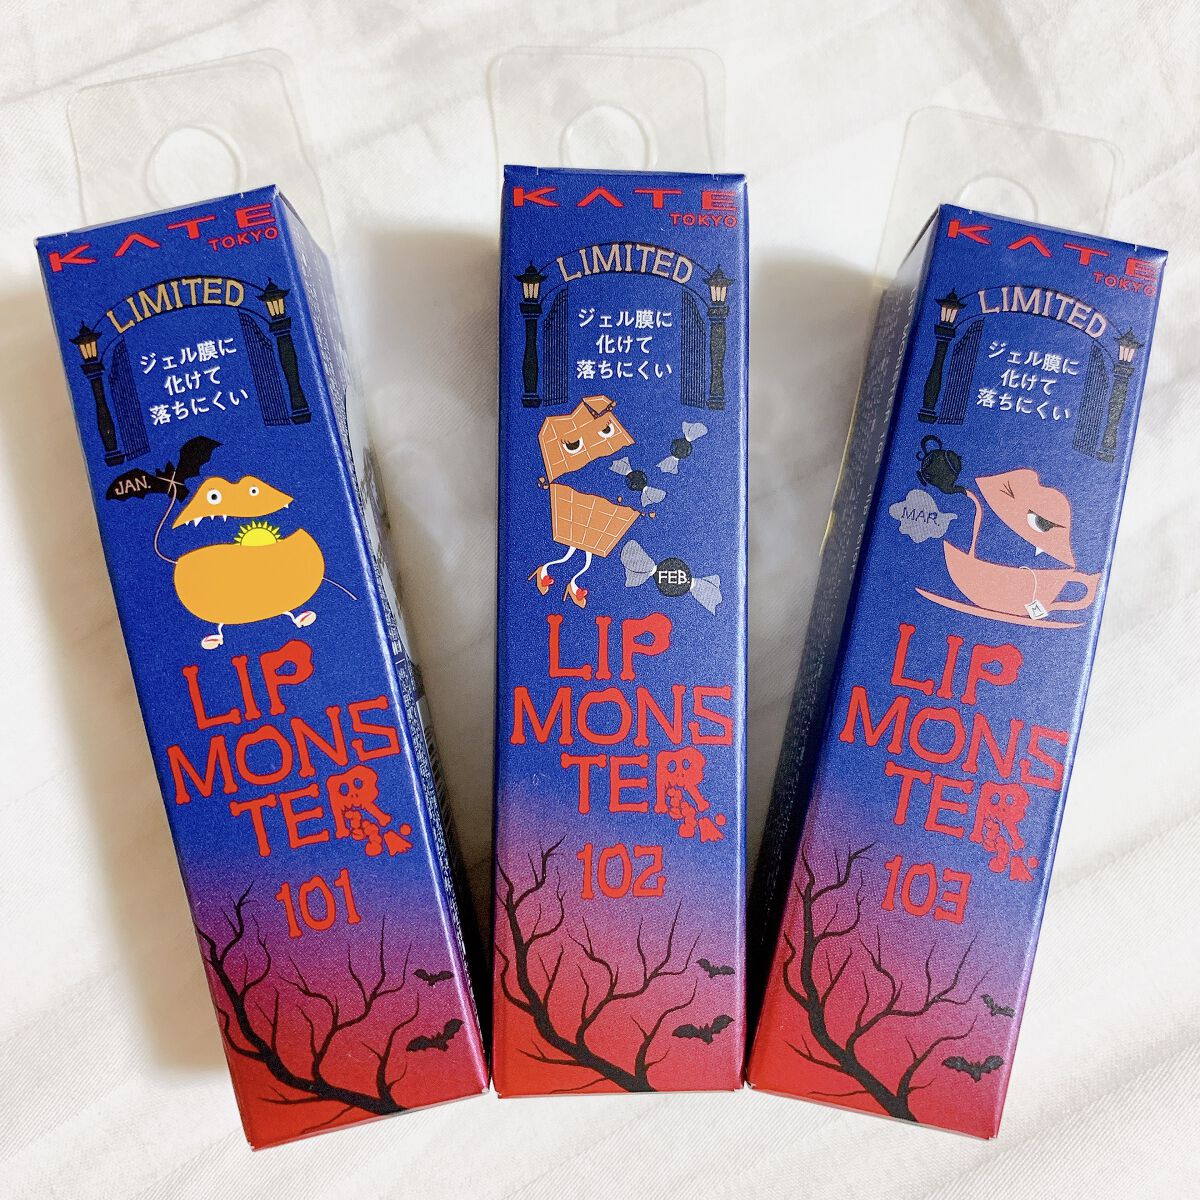 KATE
TOKYO
LIMITED
ジェル膜に
化けて
落ちにくい
JAN.
LIP
MONS
TER
101
KATE
TOKYO
LIMITED
ジェル膜に
化けて
落ちにくい
FEB.
LIP
MONS
TER
102
KATE
TOKYO
LIMITED
ジェル膜に
化けて
落ちにくい
MAR.
M
LIP
MONS
TER
103